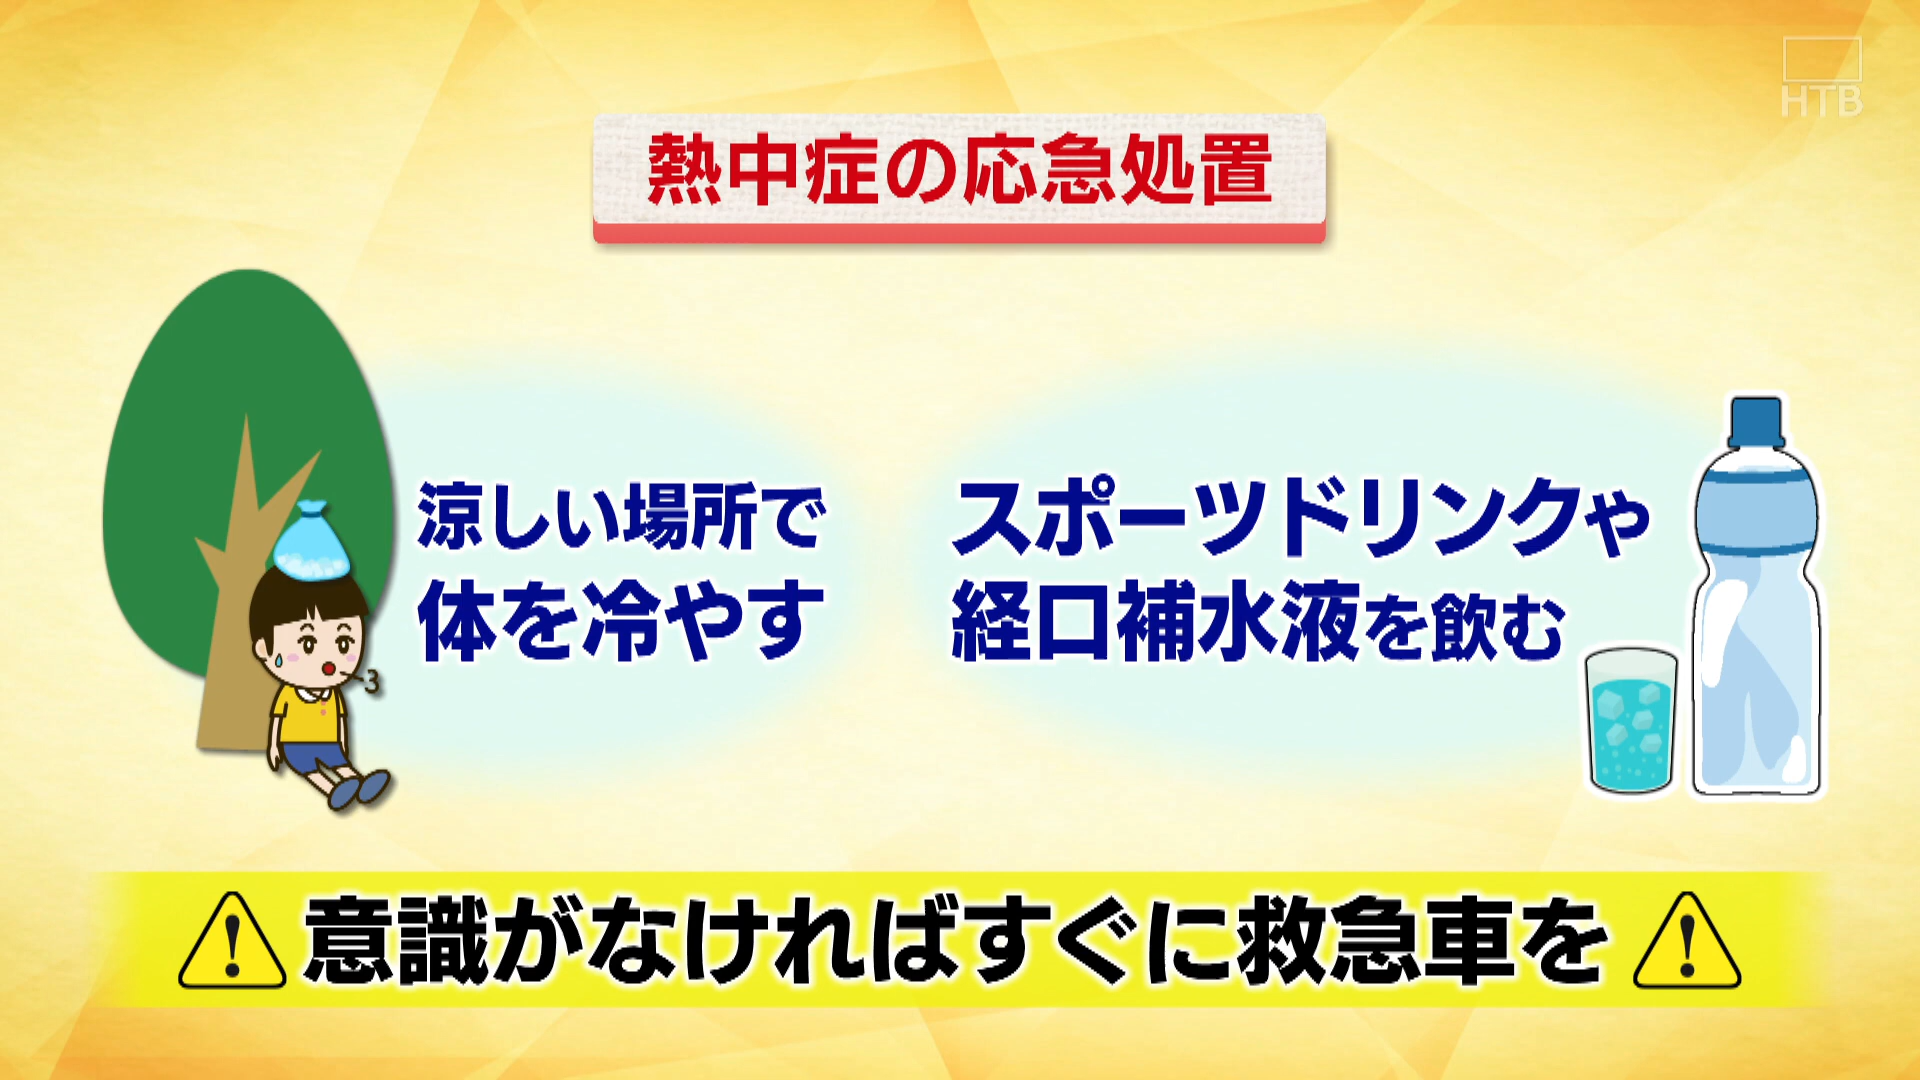 HTB
熱中症の応急処置
涼しい場所で
体を冷やす
スポーツドリンクや
経口補水液を飲む
意識がなければすぐに救急車を